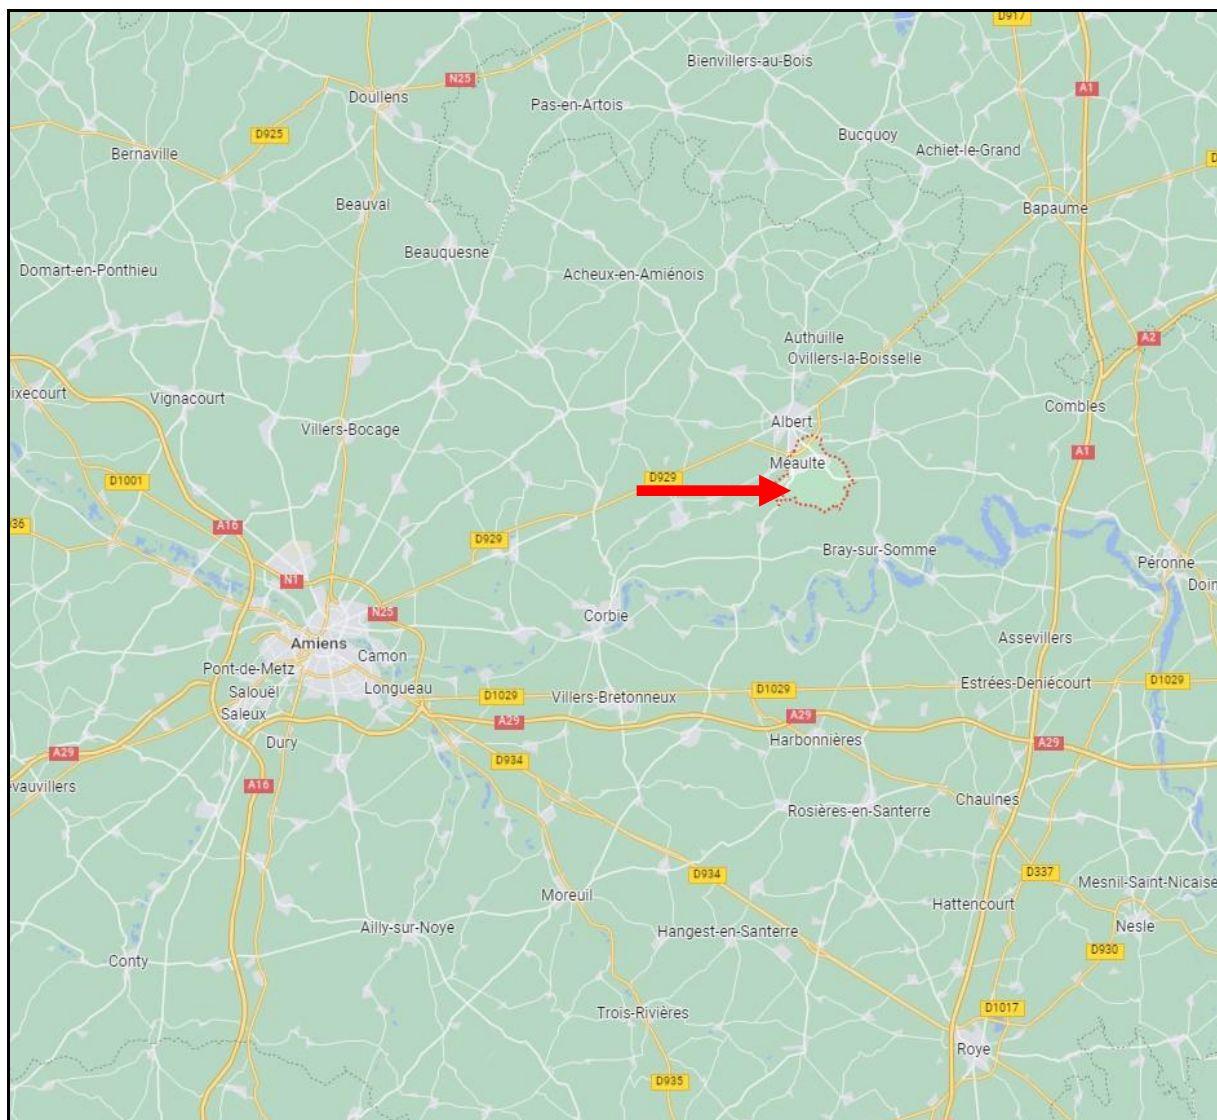 D917
Bienvillers-au-Bois
N25
A1
Doullens
Pas-en-Artois
D925
Bucquoy
Achiet-le-Grand
Bernaville
D
Beauval
Bapaume
Beauquesne
Domart-en-Ponthieu
Acheux-en-Amiénois
Authuille
A2
Ovillers-la-Boisselle
ixecourt
Vignacourt
Combles
Albert
Villers-Bocage
A1
Méaulte
D1001
D929
936
A16
D929
Bray-sur-Somme
Péronne
N1
Doin
N25
Corbie
Amiens
Assevillers
Camon
Pont-de-Metz
Estrées-Deniécourt
D1029
Salouël
Longueau
D1029
Villers-Bretonneux
D1029
Saleux
A29
A29
Dury
Harbonnières
A29
A29
D934
evauvillers
A16
Chaulnes
Rosières-en-Santerre
D934
D337
Mesnil-Saint-Nicaise
Moreuil
Hattencourt
Ailly-sur-Noye
Hangest-en-Santerre
Nesle
D930
Conty
Trois-Rivières
D1017
Roye
D935